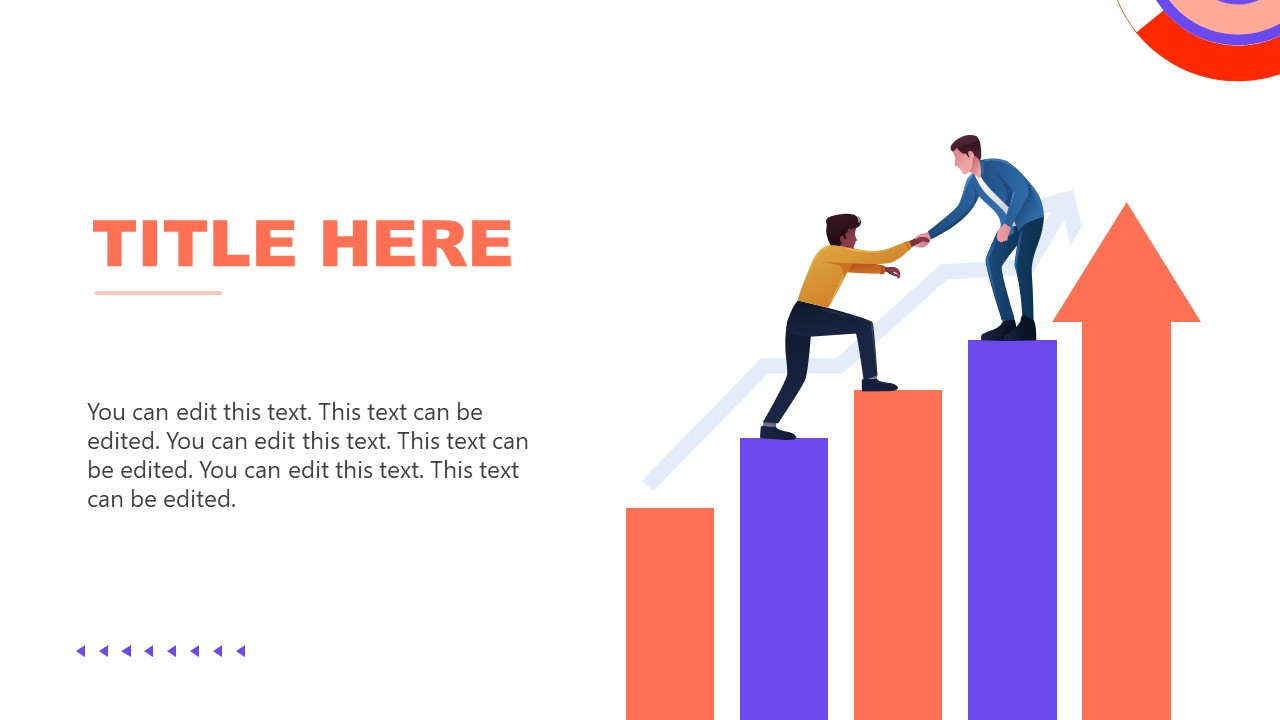 TITLE HERE
You can edit this text. This text can be
edited. You can edit this text. This text can
be edited. You can edit this text. This text
can be edited.